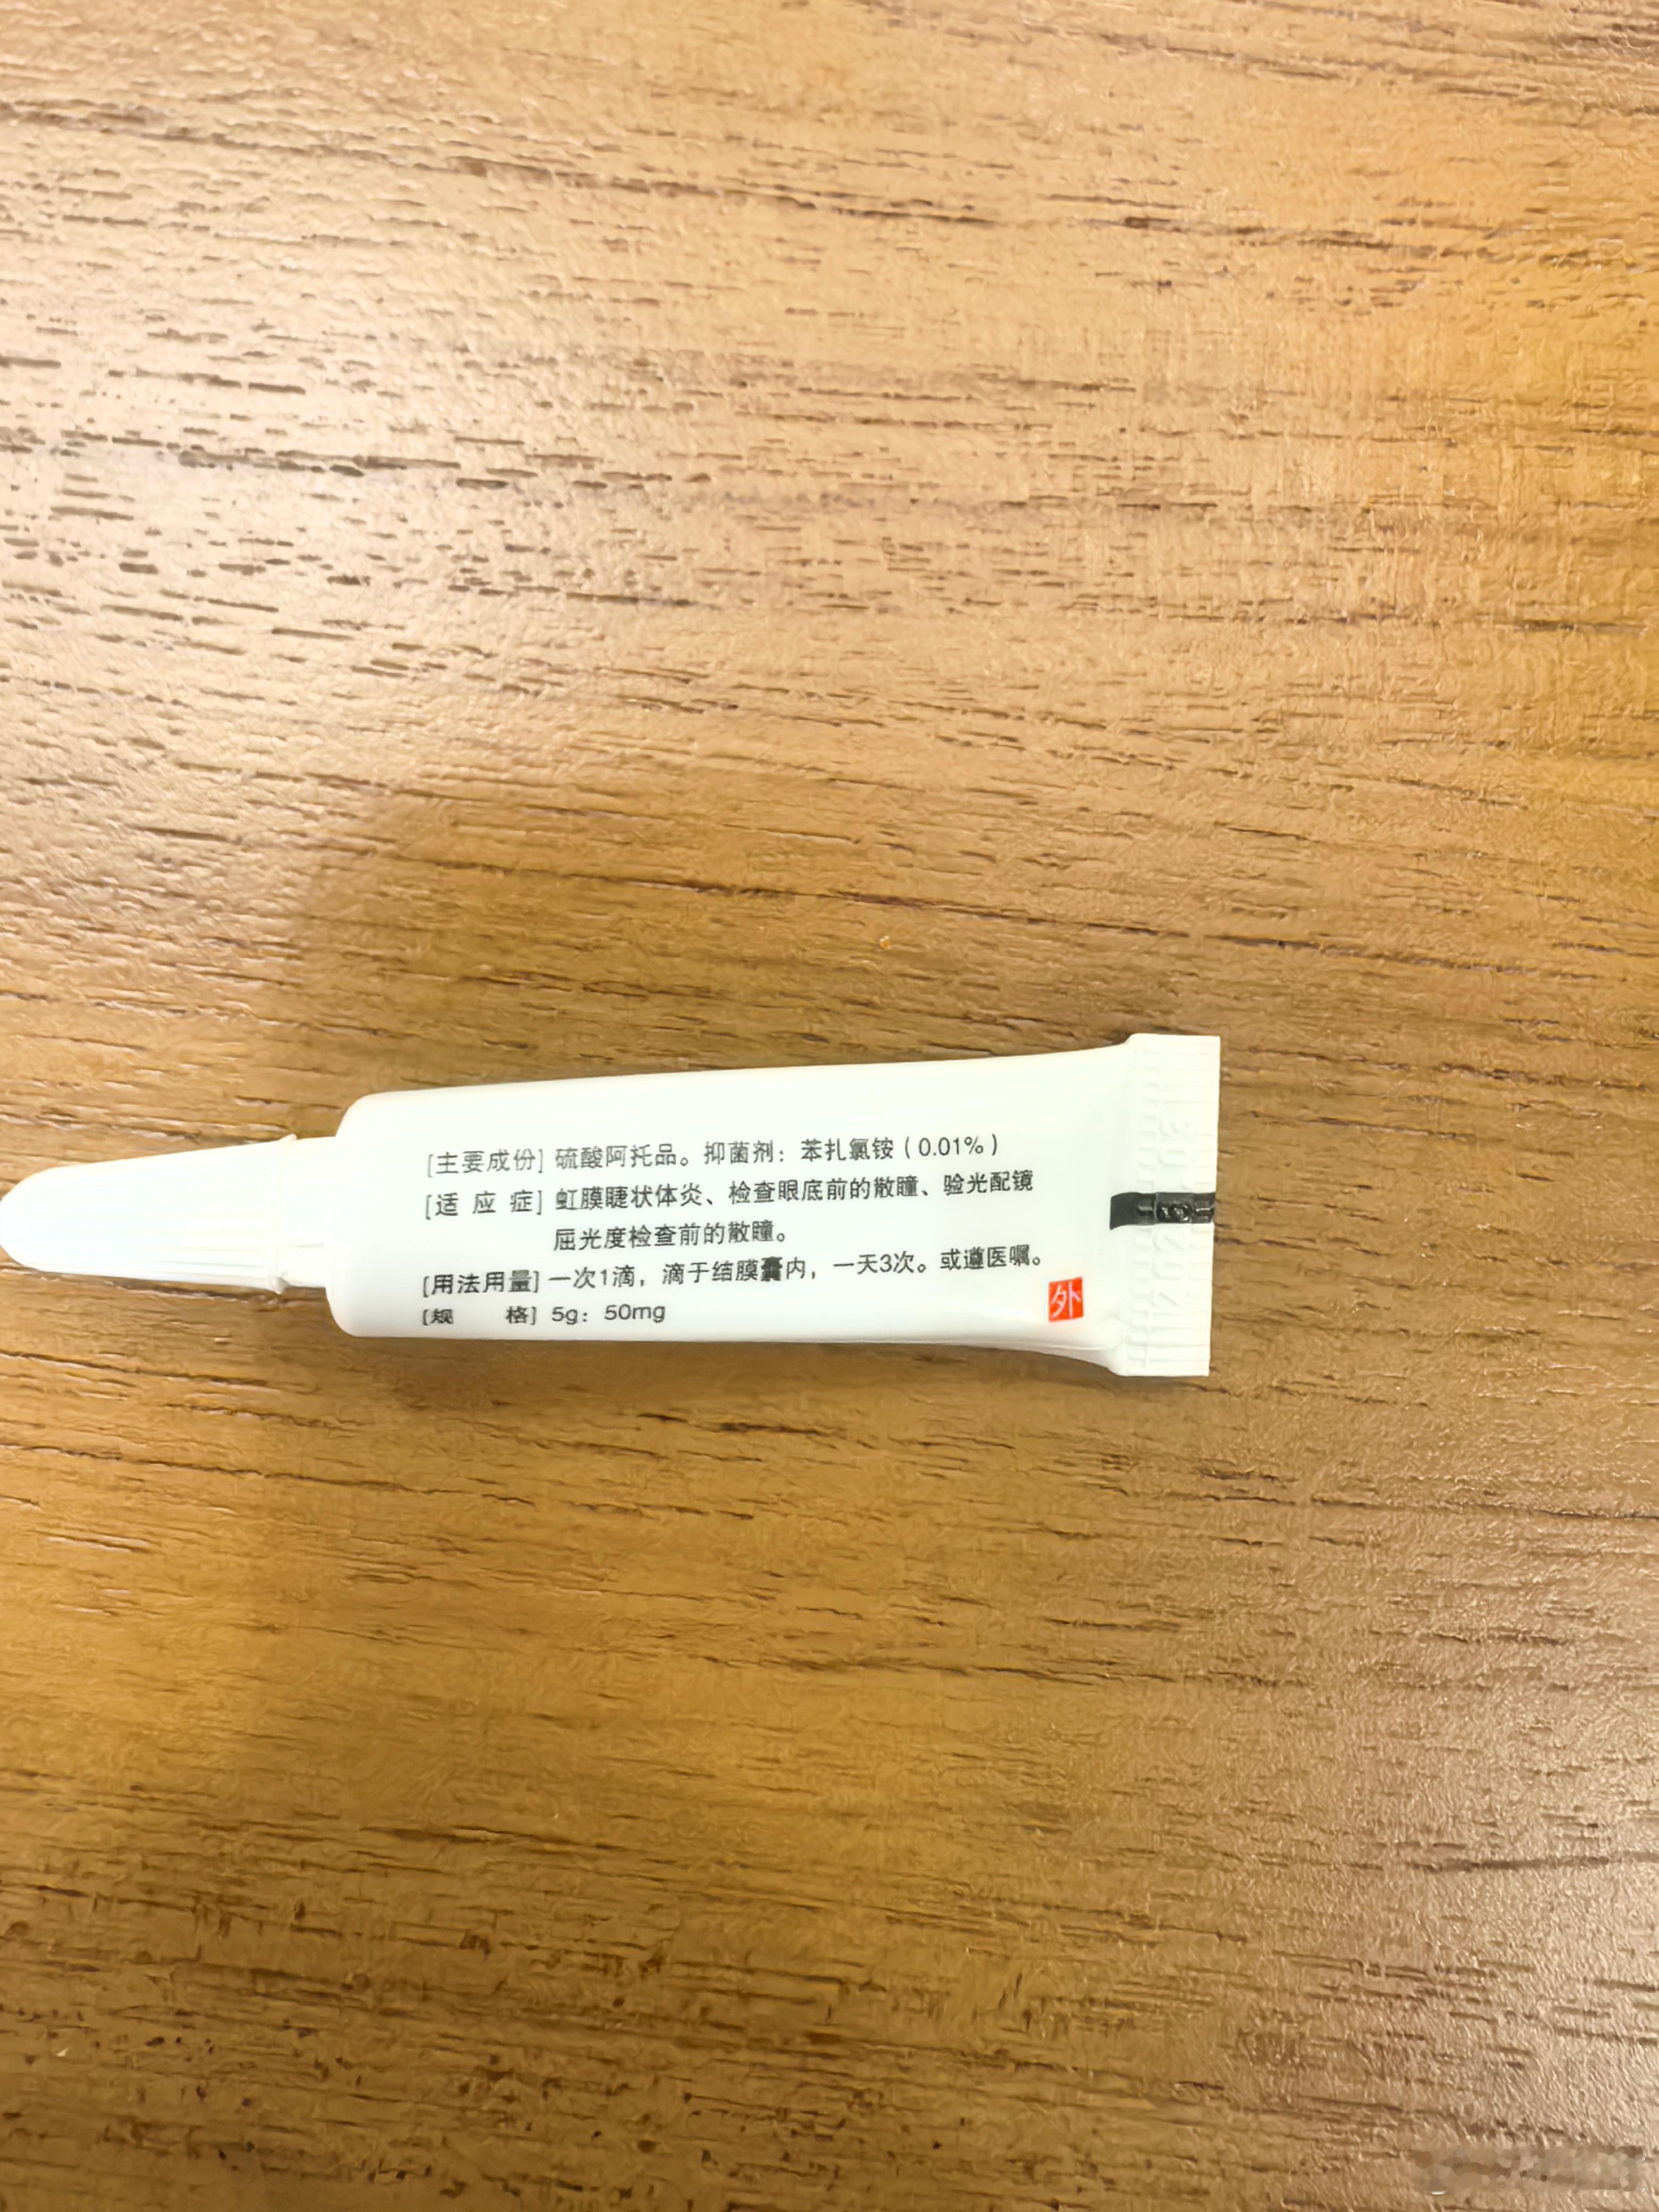 [主要成份] 硫酸阿托品。抑菌剂：苯扎氯铵（0.01%）
[适 应 症] 虹膜睫状体炎、检查眼底前的散瞳、验光配镜
屈光度检查前的散瞳。
[用法用量] 一次1滴，滴于结膜囊内，一天3次。或遵医嘱。
[规 格] 5g：50mg
外